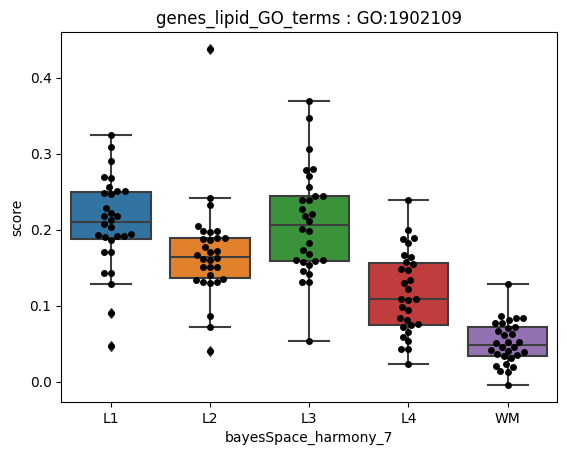 genes_lipid_GO_terms : GO:1902109
0.4
0.3
0.2
0.1
0.0
score
L1 L2 L3 L4 WM
bayesSpace_harmony_7